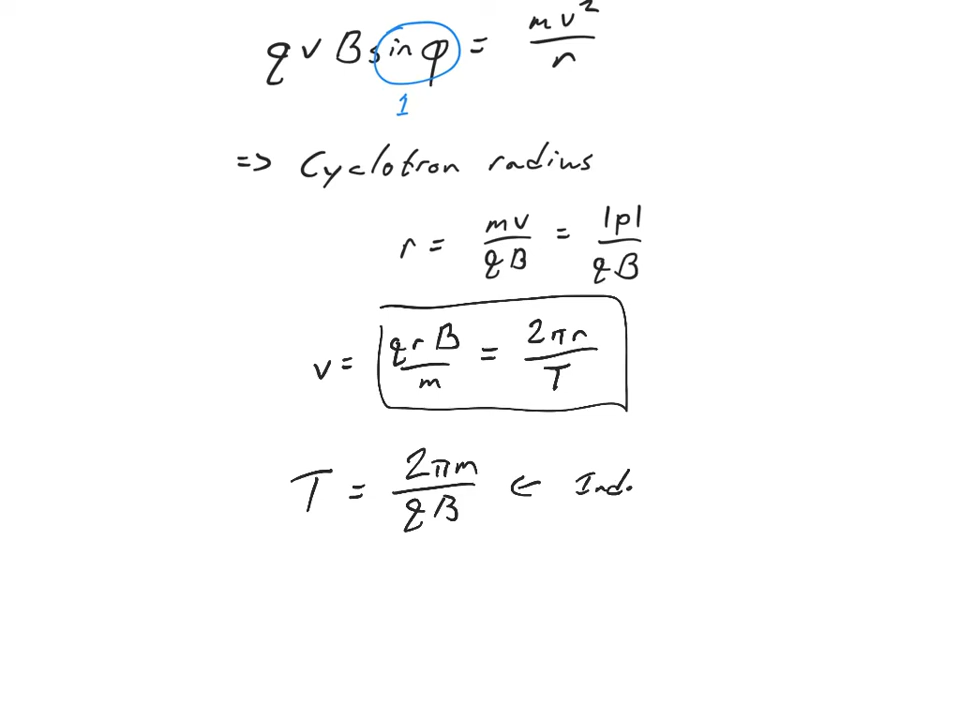 qvB sin φ = mv²/r
1
=> Cyclotron radius
r = mv/qB = |p|/qB
v = qrB/m = 2πr/T
T = 2πm/qB ← Ind.